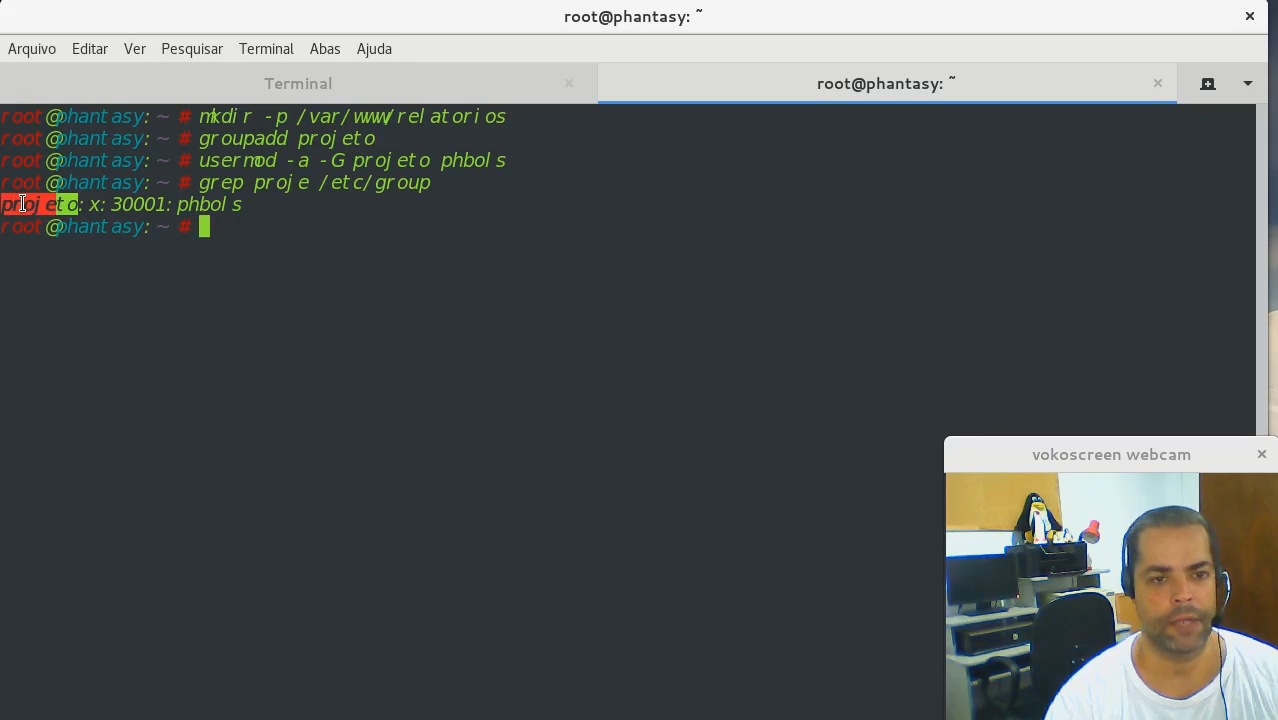 root@phantasy: ~
Arquivo Editar Ver Pesquisar Terminal Abas Ajuda
Terminal
root@phantasy: ~
root@phantasy:~ # mkdir -p /var/www/relatorios
root@phantasy:~ # groupadd projeto
root@phantasy:~ # usermod -a -G projeto phbols
root@phantasy:~ # grep proje /etc/group
projeto:x:30001:phbols
root@phantasy:~ #
vokoscreen webcam